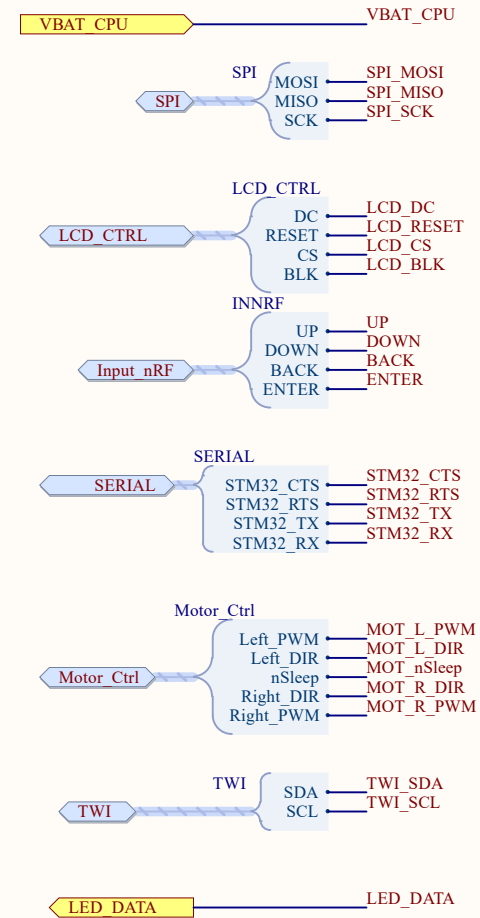 VBAT_CPU VBAT_CPU
SPI
SPI MOSI SPI_MOSI
MISO SPI_MISO
SCK SPI_SCK
LCD_CTRL
LCD_CTRL DC LCD_DC
RESET LCD_RESET
CS LCD_CS
BLK LCD_BLK
INNRF
Input_nRF UP UP
DOWN DOWN
BACK BACK
ENTER ENTER
SERIAL
SERIAL STM32_CTS STM32_CTS
STM32_RTS STM32_RTS
STM32_TX STM32_TX
STM32_RX STM32_RX
Motor_Ctrl
Motor_Ctrl Left_PWM MOT_L_PWM
Left_DIR MOT_L_DIR
nSleep MOT_nSleep
Right_DIR MOT_R_DIR
Right_PWM MOT_R_PWM
TWI
TWI SDA TWI_SDA
SCL TWI_SCL
LED_DATA LED_DATA